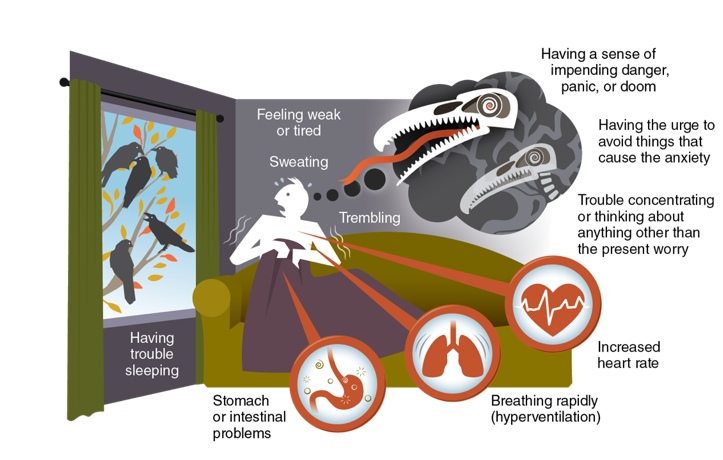 Having a sense of
impending danger,
panic, or doom
Feeling weak
or tired
Having the urge to
avoid things that
cause the anxiety
Sweating
Trembling
Trouble concentrating
or thinking about
anything other than
the present worry
Having
trouble
sleeping
Increased
heart rate
Stomach
or intestinal
problems
Breathing rapidly
(hyperventilation)